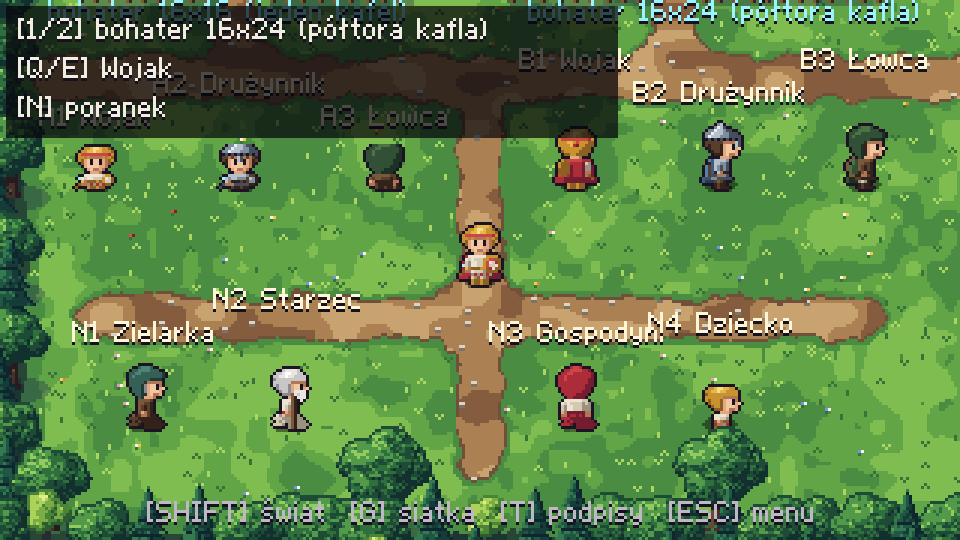 [1/2] bohater 16x24 (półtora kafla)
[Q/E] Wojak
[N] poranek
bohater 16x24 (półtora kafla)
A2 Drużynnik
A3 Łowca
B1 Wojak
B2 Drużynnik
B3 Łowca
N1 Zielarka
N2 Starzec
N3 Gospodyni
N4 Dziecko
[SHIFT] świat [G] siatka [T] podpisy [ESC] menu